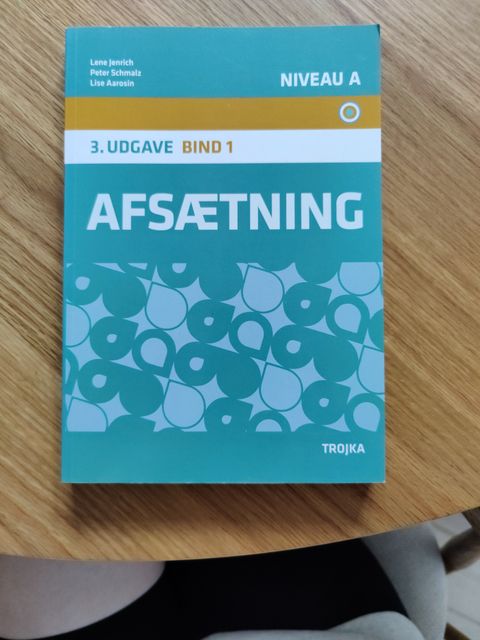 Lene Jenrich
Peter Schmalz
Lise Aarosin
NIVEAU A
3. UDGAVE BIND 1
AFSÆTNING
TROJKA